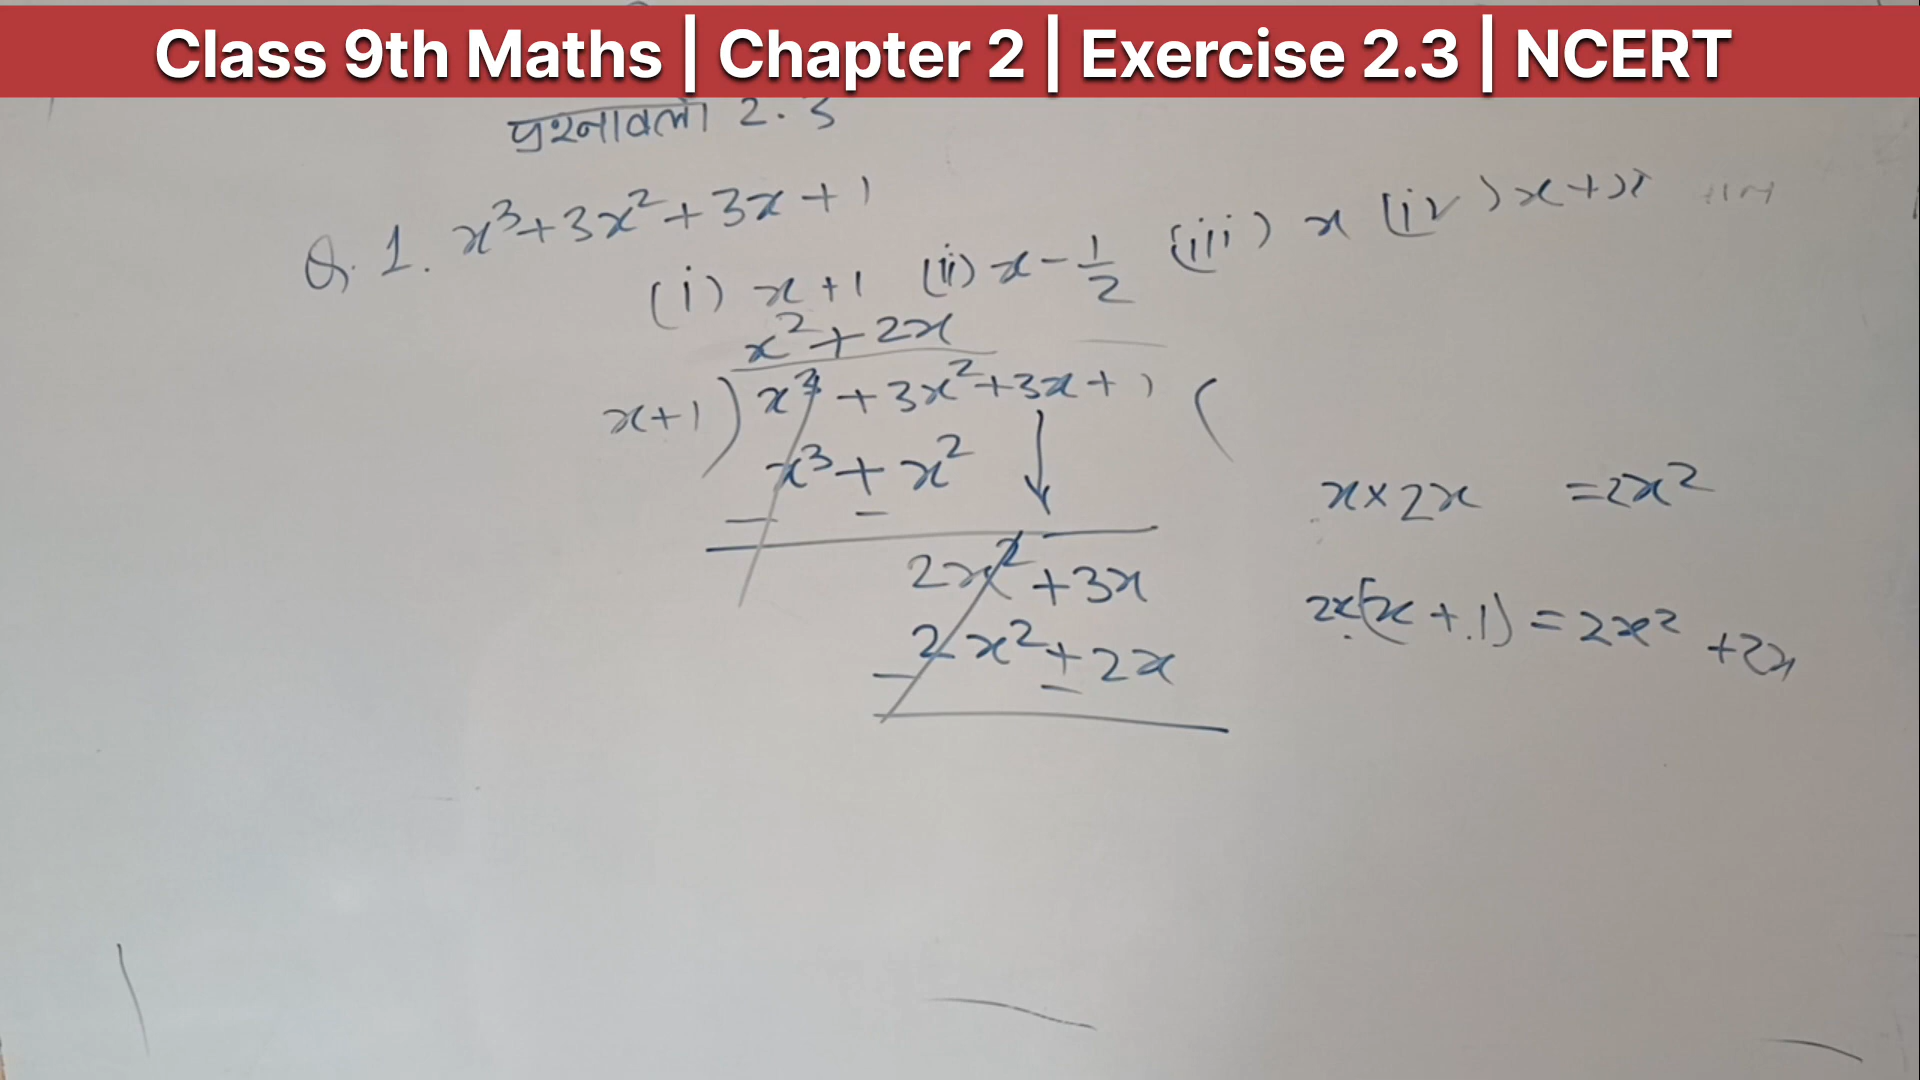 Class 9th Maths | Chapter 2 | Exercise 2.3 | NCERT
प्रश्नावली 2.3
Q. 1. x³+3x²+3x+1
(i) x+1 (ii) x-1/2 (iii) x (iv) x+π
x²+2x
x+1) x³+3x²+3x+1 (
x³+x²
- -
2x²+3x
2x²+2x
- -
x×2x =2x²
2x(x+1)=2x²+2x